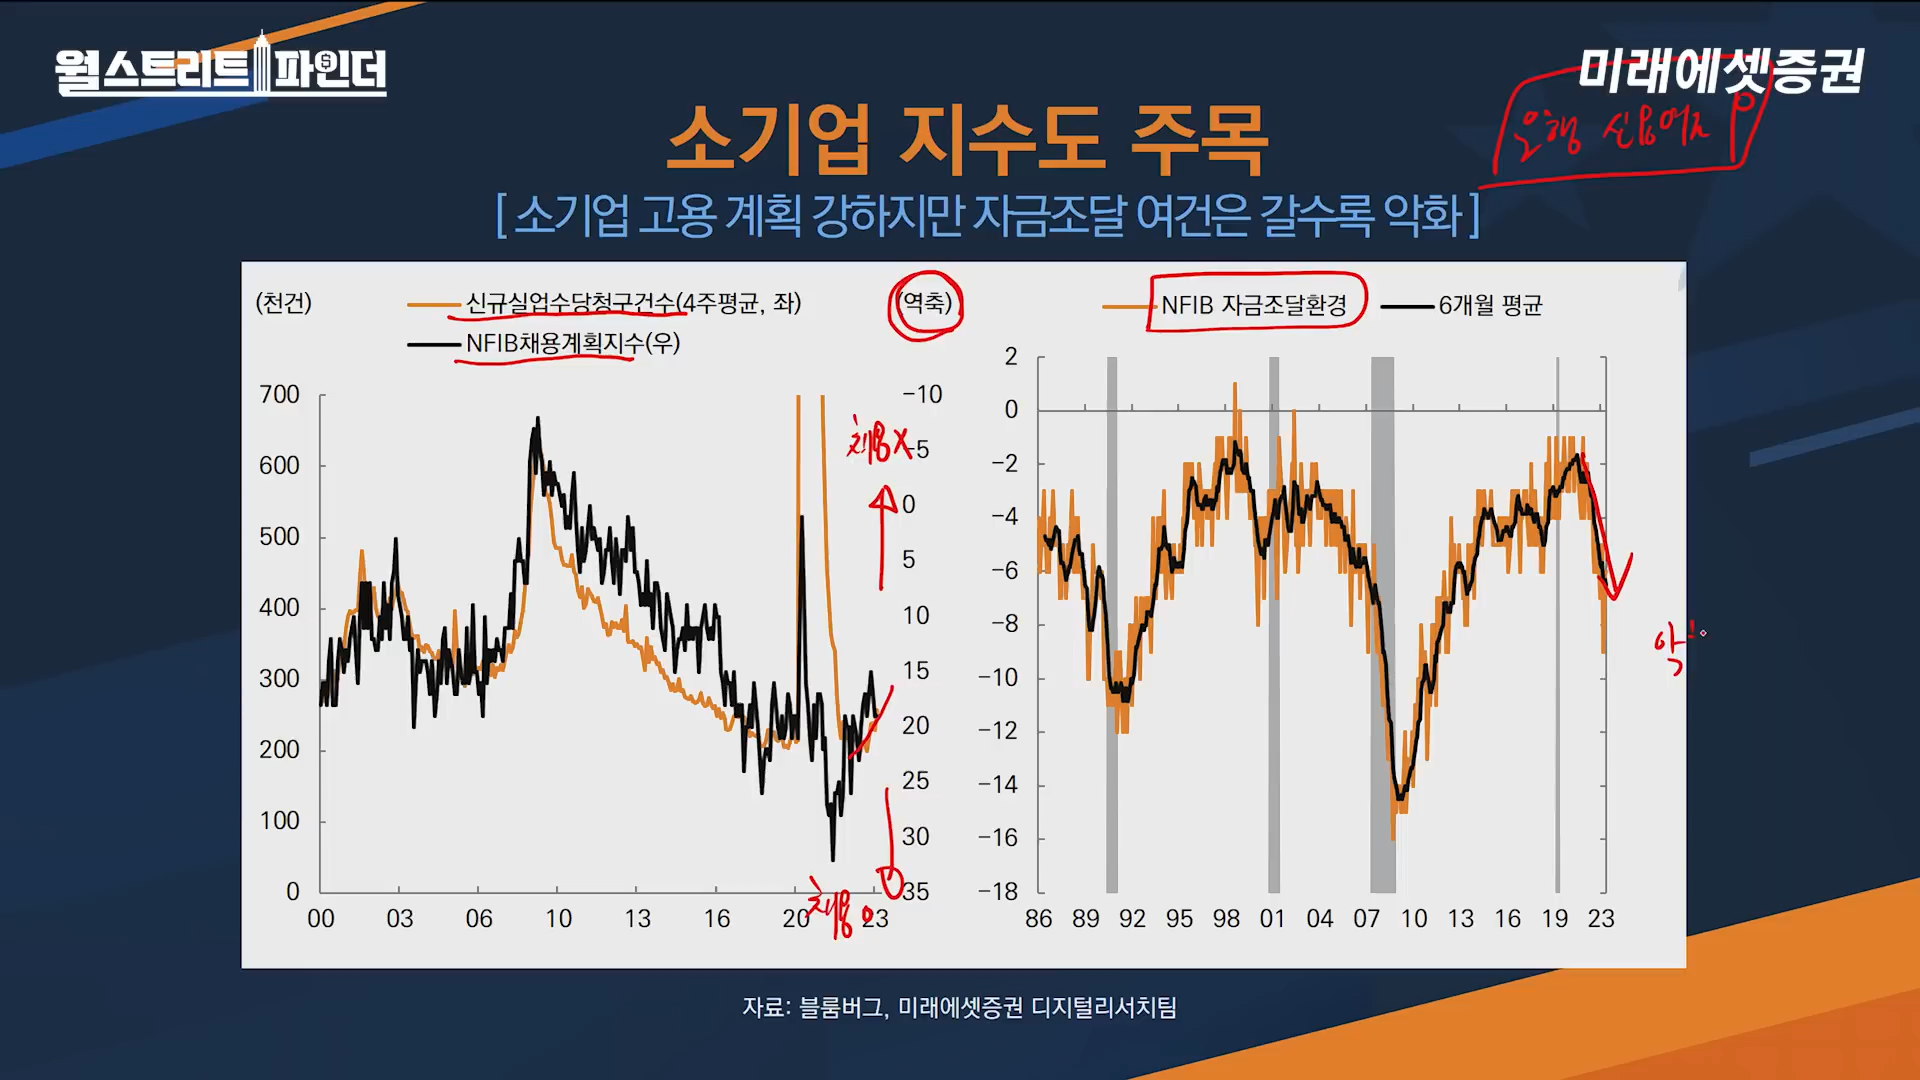 월스트리트 파인더
미래에셋증권
은행 신용여지
소기업 지수도 주목
[ 소기업 고용 계획 강하지만 자금조달 여건은 갈수록 악화 ]
(천건)
신규실업수당청구건수(4주평균, 좌)
(역축)
NFIB채용계획지수(우)
700
600
500
400
300
200
100
0
-10
-5
0
5
10
15
20
25
30
35
00 03 06 10 13 16 20 23
채용 X
채용 O
NFIB 자금조달환경
6개월 평균
2
0
-2
-4
-6
-8
-10
-12
-14
-16
-18
86 89 92 95 98 01 04 07 10 13 16 19 23
자료: 블룸버그, 미래에셋증권 디지털리서치팀